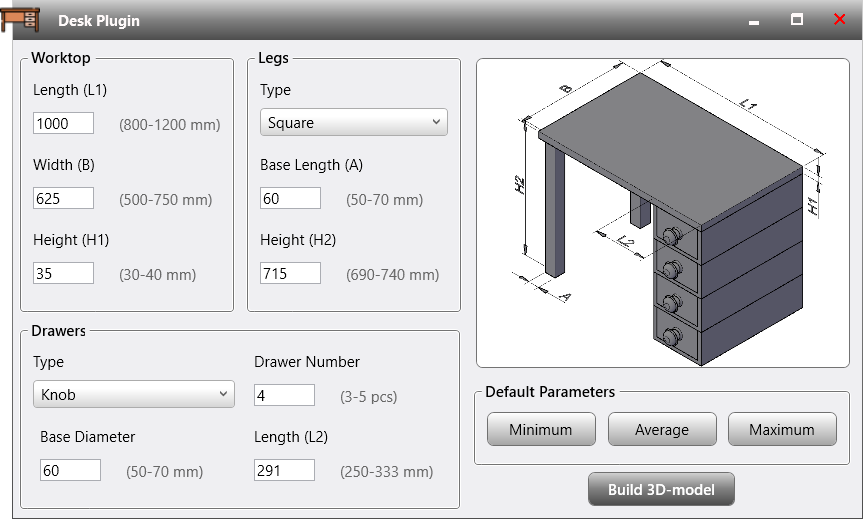 Desk Plugin
Worktop
Length (L1)
1000 (800-1200 mm)
Width (B)
625 (500-750 mm)
Height (H1)
35 (30-40 mm)
Legs
Type
Square
Base Length (A)
60 (50-70 mm)
Height (H2)
715 (690-740 mm)
B
L1
H2
H1
L2
A
Drawers
Type
Knob
Drawer Number
4 (3-5 pcs)
Base Diameter
60 (50-70 mm)
Length (L2)
291 (250-333 mm)
Default Parameters
Minimum Average Maximum
Build 3D-model